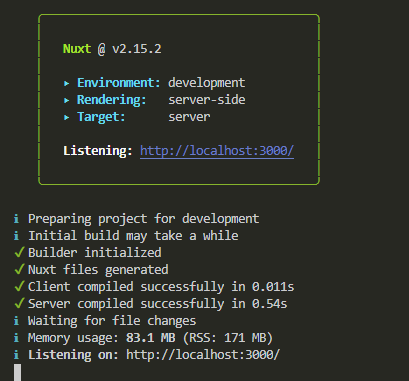 Nuxt @ v2.15.2
▸ Environment: development
▸ Rendering: server-side
▸ Target: server
Listening: http://localhost:3000/
ℹ Preparing project for development
ℹ Initial build may take a while
✓ Builder initialized
✓ Nuxt files generated
✓ Client compiled successfully in 0.011s
✓ Server compiled successfully in 0.54s
ℹ Waiting for file changes
ℹ Memory usage: 83.1 MB (RSS: 171 MB)
ℹ Listening on: http://localhost:3000/